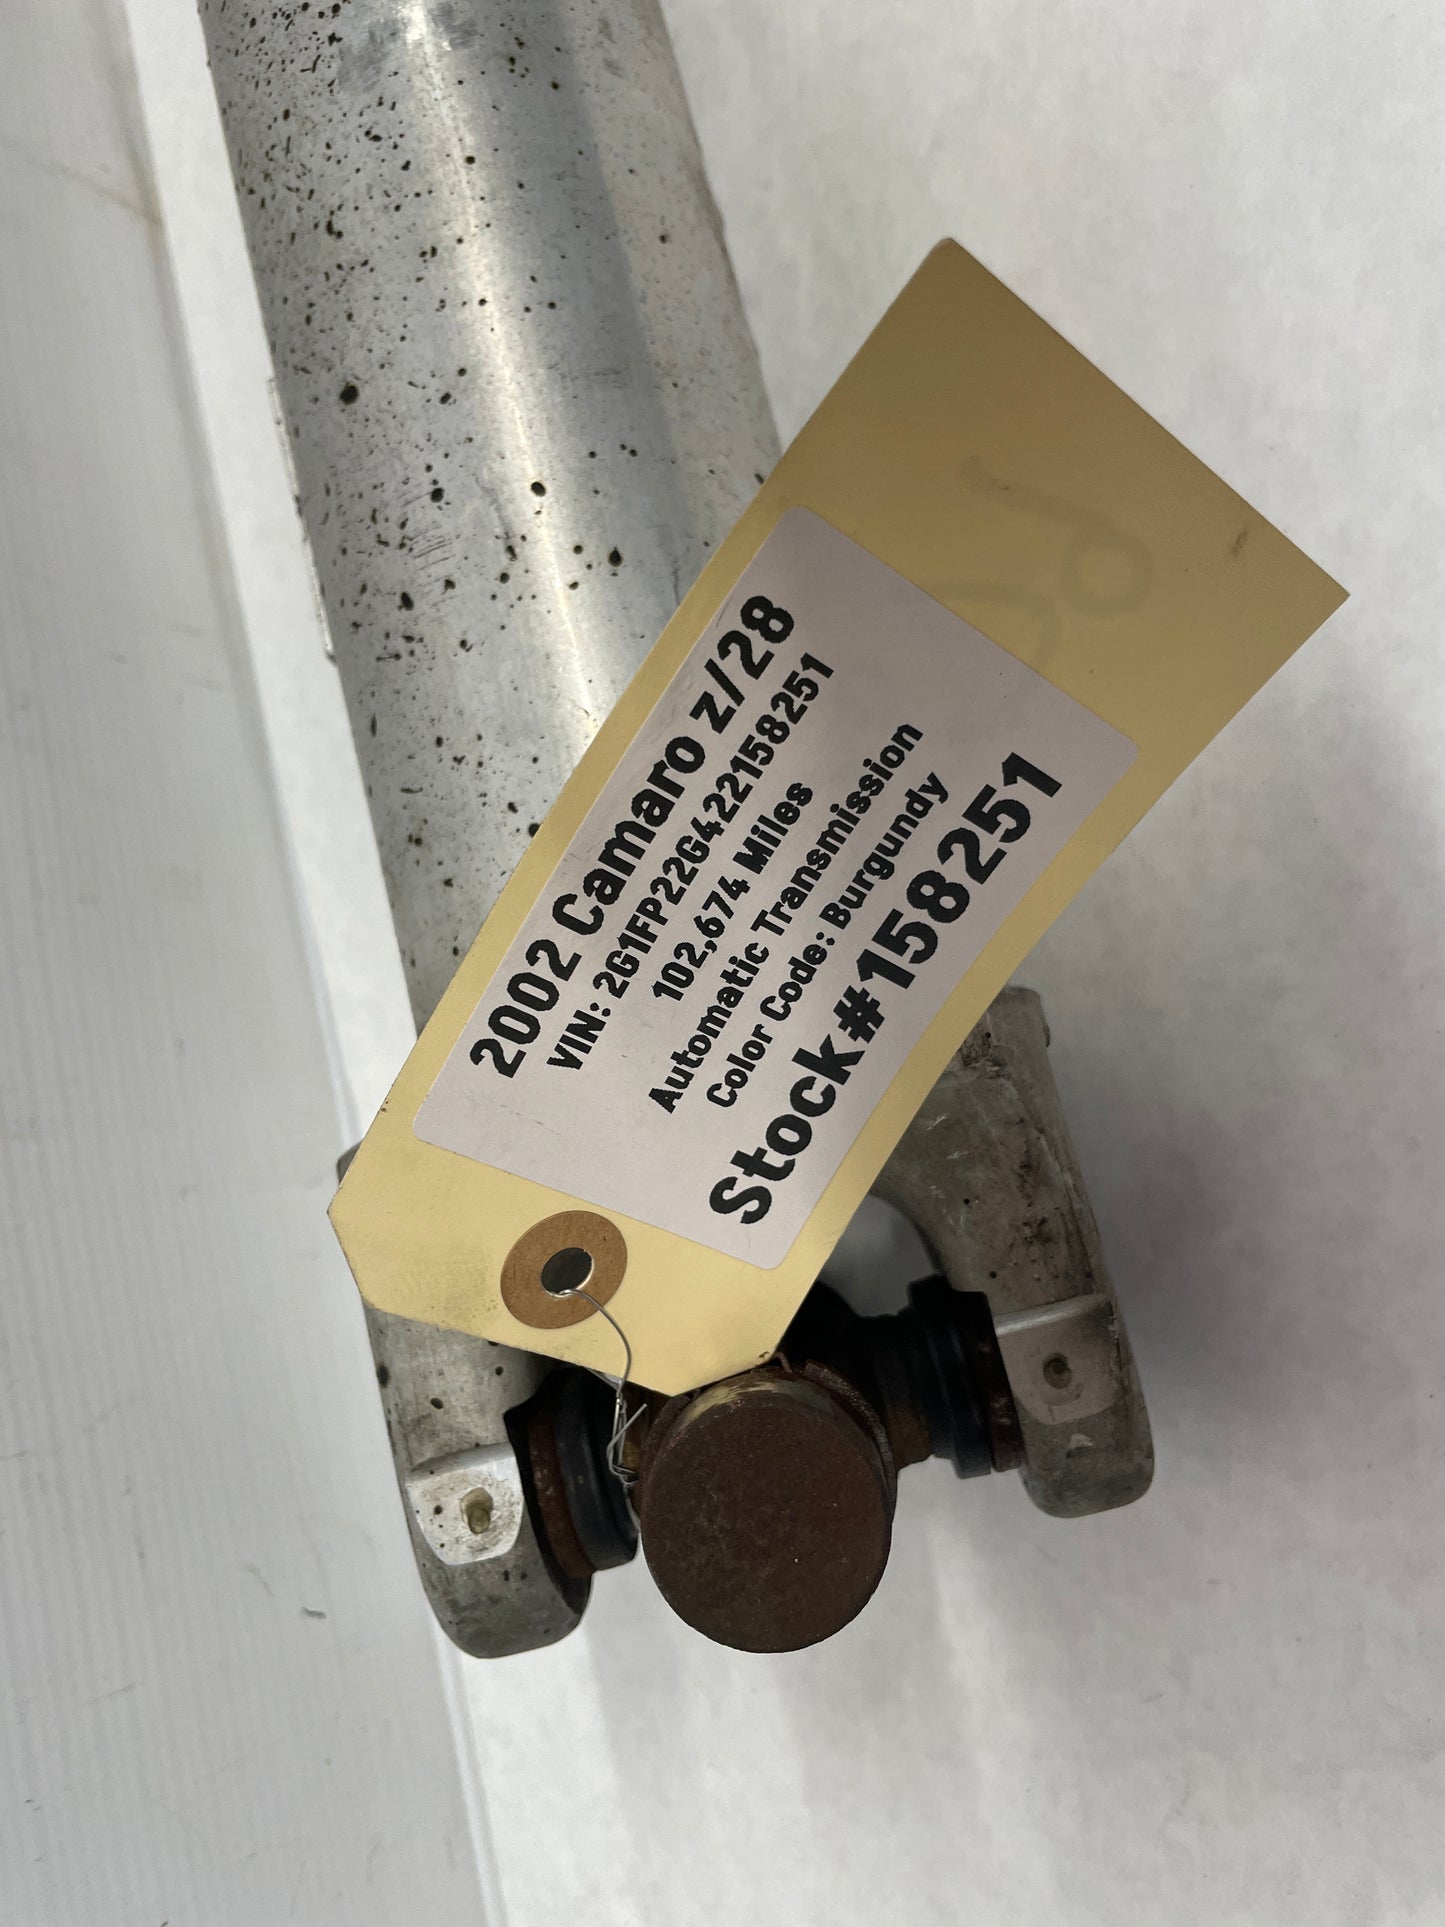 2002 Camaro z/28
VIN: 2G1FP22G422158251
102,674 Miles
Automatic Transmission
Color Code: Burgundy
Stock#158251